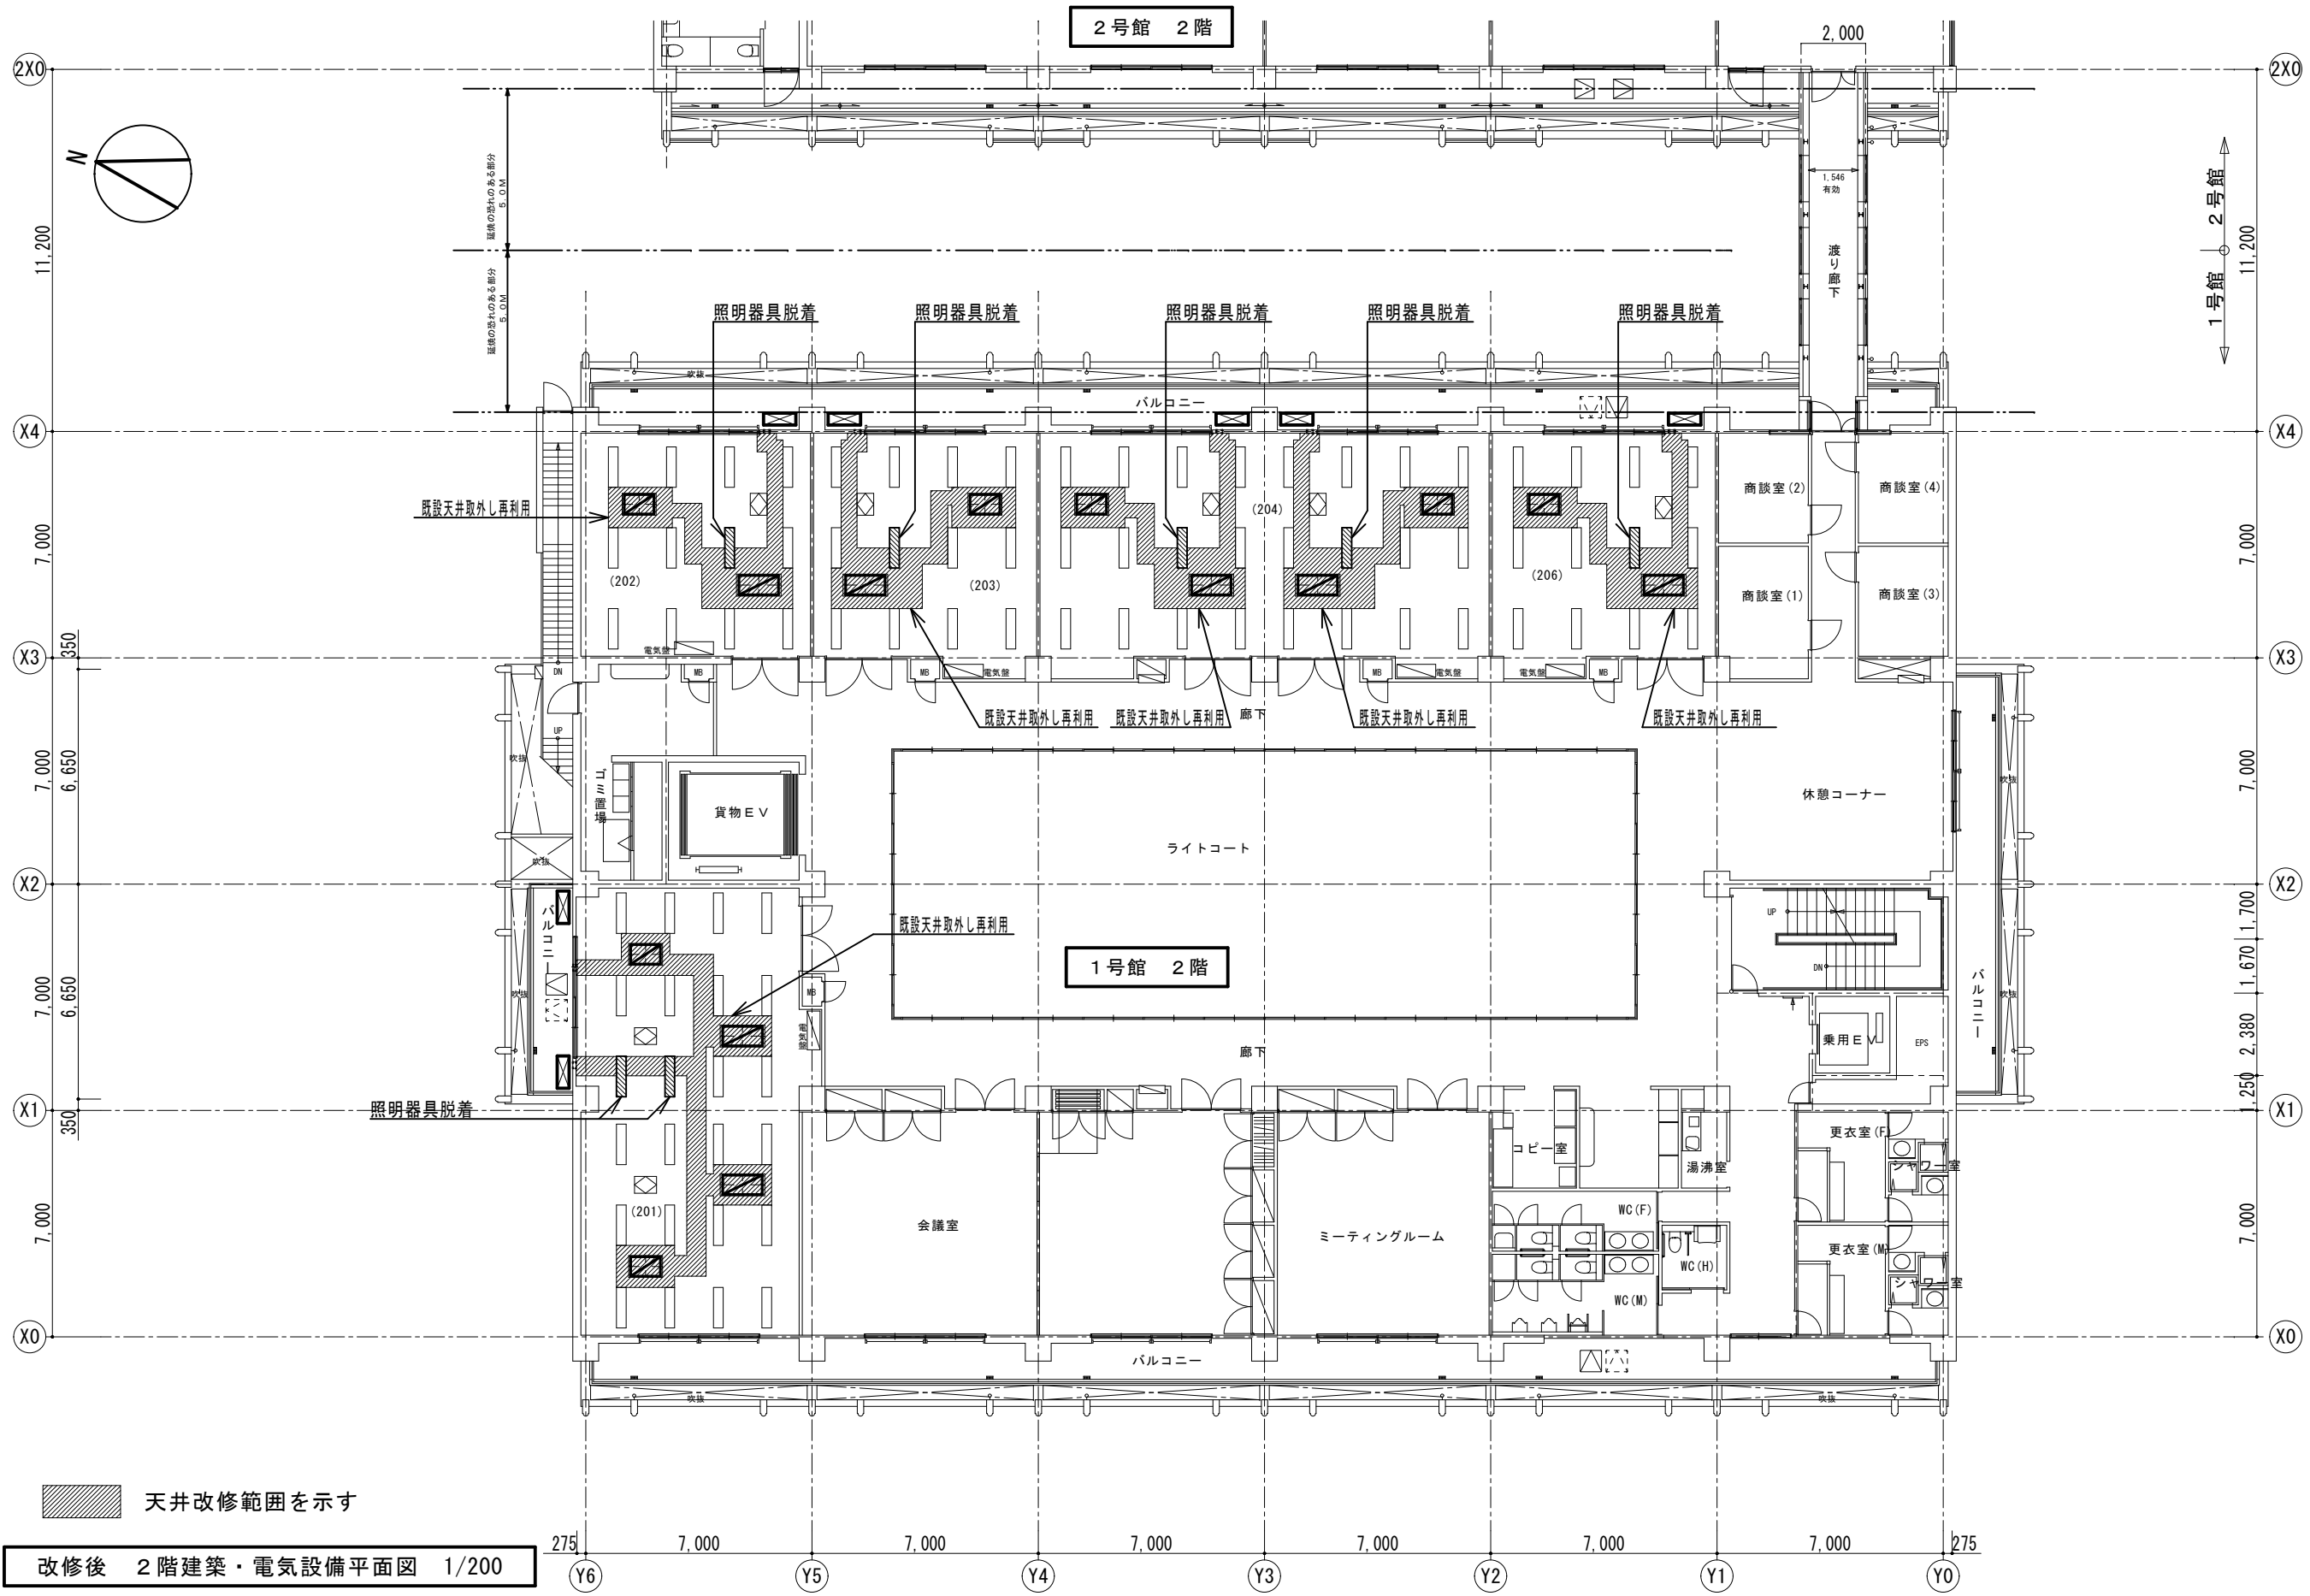 2号館　2階
2,000
2X0
2X0
N
延焼の恐れのある部分
5.0M
延焼の恐れのある部分
5.0M
11,200
1,546
有効
渡り廊下
2号館
1号館
11,200
照明器具脱着
照明器具脱着
照明器具脱着
照明器具脱着
照明器具脱着
吹抜
バルコニー
X4
X4
商談室(2)
商談室(4)
既設天井取外し再利用
(204)
7,000
7,000
(202)
(203)
(206)
商談室(1)
商談室(3)
350
電気盤
X3
X3
DN
MB
MB
電気盤
MB
電気盤
電気盤
MB
既設天井取外し再利用
既設天井取外し再利用
廊下
既設天井取外し再利用
既設天井取外し再利用
UP
吹抜
7,000
6,650
7,000
ゴミ置場
貨物EV
休憩コーナー
吹抜
ライトコート
吹抜
X2
X2
バルコニー
既設天井取外し再利用
UP
1,700
1号館　2階
DN
1,670
7,000
6,650
吹抜
MB
電気盤
バルコニー
吹抜
乗用EV
EPS
2,380
廊下
1,250
照明器具脱着
X1
X1
350
コピー室
湯沸室
更衣室(F)
シャワー室
(201)
会議室
ミーティングルーム
WC(F)
7,000
7,000
WC(H)
更衣室(M)
シャワー室
WC(M)
X0
X0
バルコニー
吹抜
吹抜
天井改修範囲を示す
275
7,000
7,000
7,000
7,000
7,000
7,000
275
改修後　2階建築・電気設備平面図　1/200
Y6
Y5
Y4
Y3
Y2
Y1
Y0